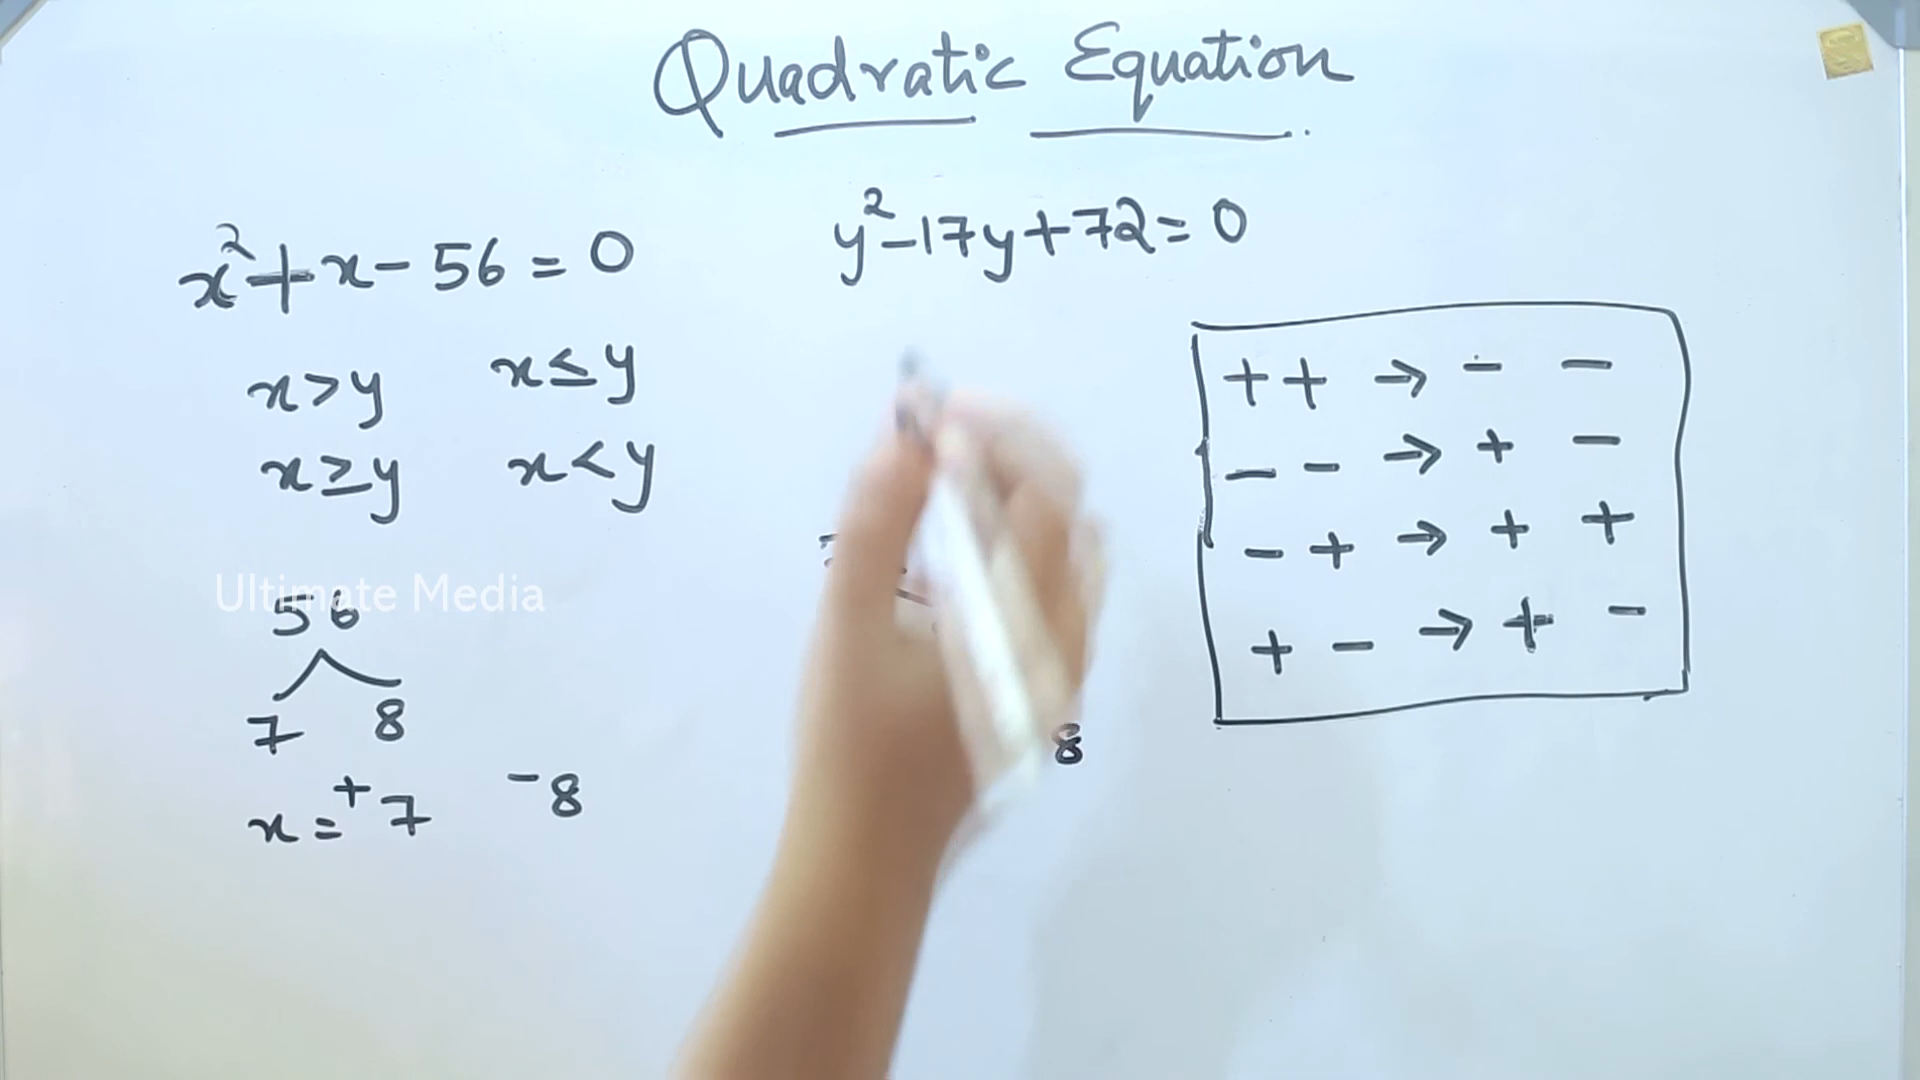 Quadratic Equation.
x²+x-56=0
y²-17y+72=0
x>y x≤y
x≥y x<y
++ → - -
- - → + -
- + → + +
+ - → + -
Ultimate Media
56
7 8
x=+7 -8
8